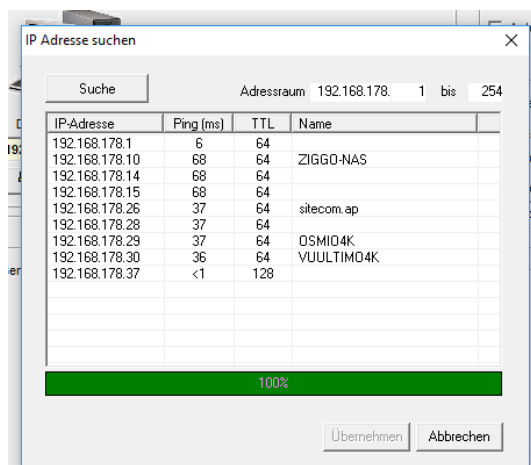 IP Adresse suchen
Suche
Adressraum 192.168.178. 1 bis 254
IP-Adresse Ping (ms) TTL Name
192.168.178.1 6 64
192.168.178.10 68 64 ZIGGO-NAS
192.168.178.14 68 64
192.168.178.15 68 64
192.168.178.26 37 64 sitecom.ap
192.168.178.28 37 64
192.168.178.29 37 64 OSMIO4K
192.168.178.30 36 64 VUULTIMO4K
192.168.178.37 <1 128
100%
Übernehmen Abbrechen